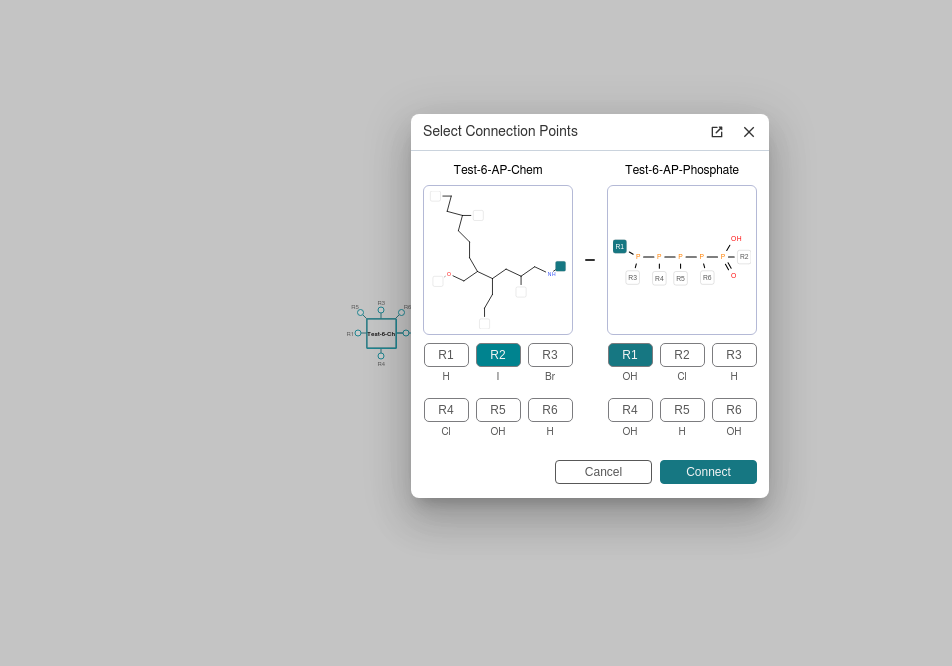 Select Connection Points
Test-6-AP-Chem
Test-6-AP-Phosphate
O
NH
R1
OH
P P P P P
R2
R3 R4 R5 R6
O
R5 R3
R1 Test-6-Ch
R4
R1 R2 R3
H I Br
R4 R5 R6
Cl OH H
R1 R2 R3
OH Cl H
R4 R5 R6
OH H OH
Cancel
Connect